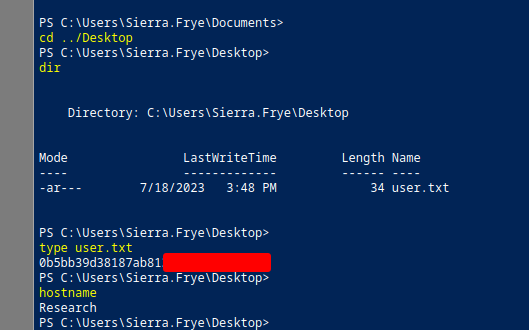 PS C:\Users\Sierra.Frye\Documents>
cd ../Desktop
PS C:\Users\Sierra.Frye\Desktop>
dir
Directory: C:\Users\Sierra.Frye\Desktop
Mode LastWriteTime Length Name
---- ------------- ------ ----
-ar--- 7/18/2023 3:48 PM 34 user.txt
PS C:\Users\Sierra.Frye\Desktop>
type user.txt
0b5bb39d38187ab81
PS C:\Users\Sierra.Frye\Desktop>
hostname
Research
PS C:\Users\Sierra.Frye\Desktop>